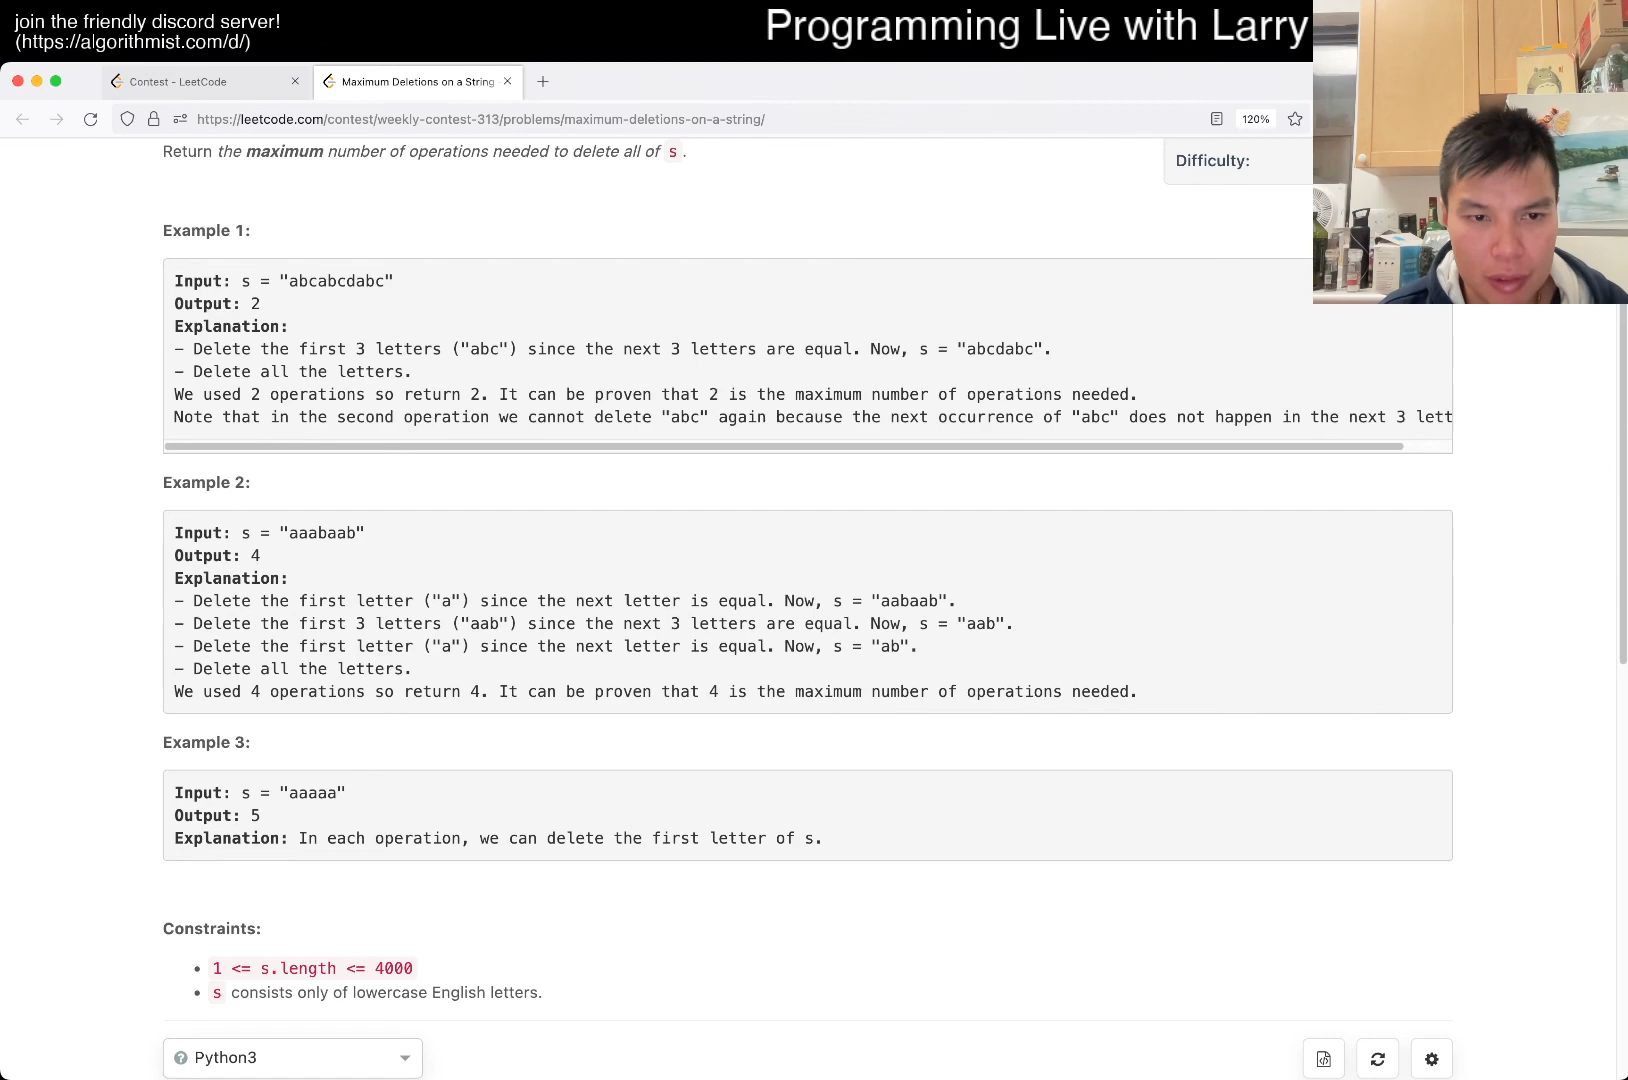 join the friendly discord server!
(https://algorithmist.com/d/)
Programming Live with Larry
Contest - LeetCode
Maximum Deletions on a String
https://leetcode.com/contest/weekly-contest-313/problems/maximum-deletions-on-a-string/
120%
Return the maximum number of operations needed to delete all of s.
Difficulty:
Example 1:
Input: s = "abcabcdabc"
Output: 2
Explanation:
- Delete the first 3 letters ("abc") since the next 3 letters are equal. Now, s = "abcdabc".
- Delete all the letters.
We used 2 operations so return 2. It can be proven that 2 is the maximum number of operations needed.
Note that in the second operation we cannot delete "abc" again because the next occurrence of "abc" does not happen in the next 3 lett
Example 2:
Input: s = "aaabaab"
Output: 4
Explanation:
- Delete the first letter ("a") since the next letter is equal. Now, s = "aabaab".
- Delete the first 3 letters ("aab") since the next 3 letters are equal. Now, s = "aab".
- Delete the first letter ("a") since the next letter is equal. Now, s = "ab".
- Delete all the letters.
We used 4 operations so return 4. It can be proven that 4 is the maximum number of operations needed.
Example 3:
Input: s = "aaaaa"
Output: 5
Explanation: In each operation, we can delete the first letter of s.
Constraints:
• 1 <= s.length <= 4000
• s consists only of lowercase English letters.
Python3